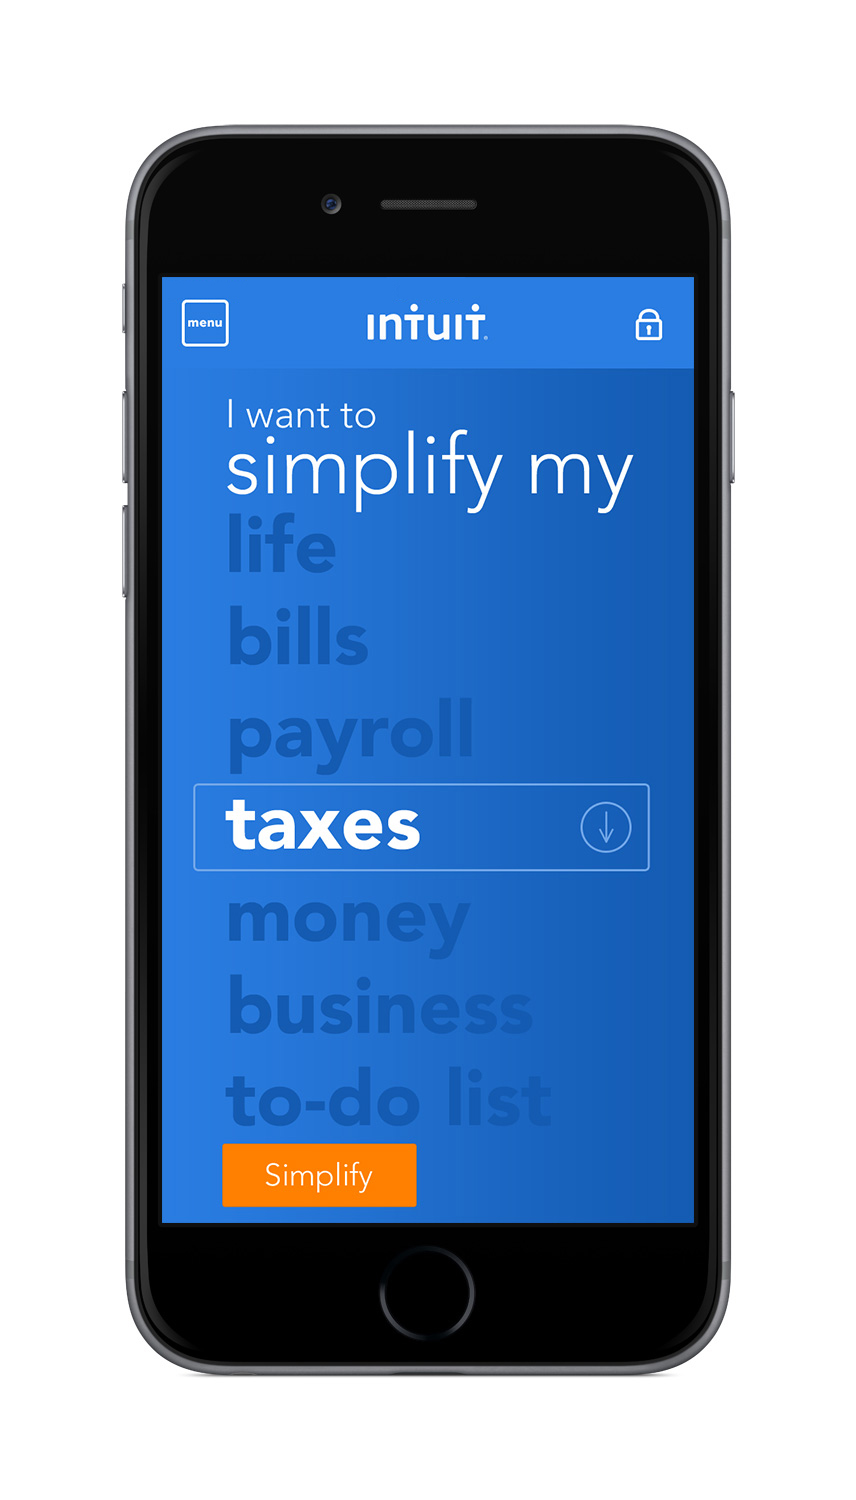 menu
intuit.
I want to
simplify my
life
bills
payroll
taxes
money
business
to-do list
Simplify